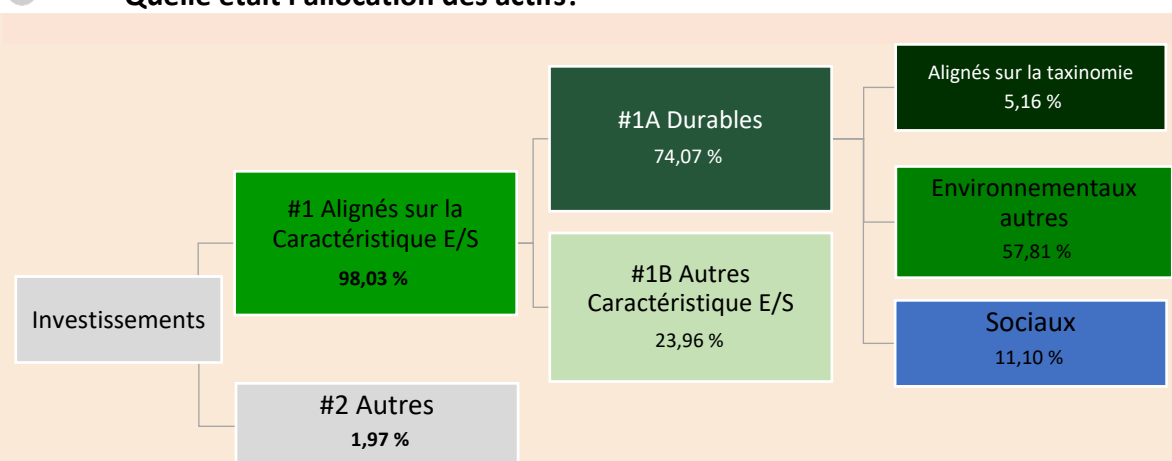 Quelle était l'allocation des actifs?
Investissements
#1 Alignés sur la
Caractéristique E/S
98,03 %
#2 Autres
1,97 %
#1A Durables
74,07 %
#1B Autres
Caractéristique E/S
23,96 %
Alignés sur la taxinomie
5,16 %
Environnementaux
autres
57,81 %
Sociaux
11,10 %